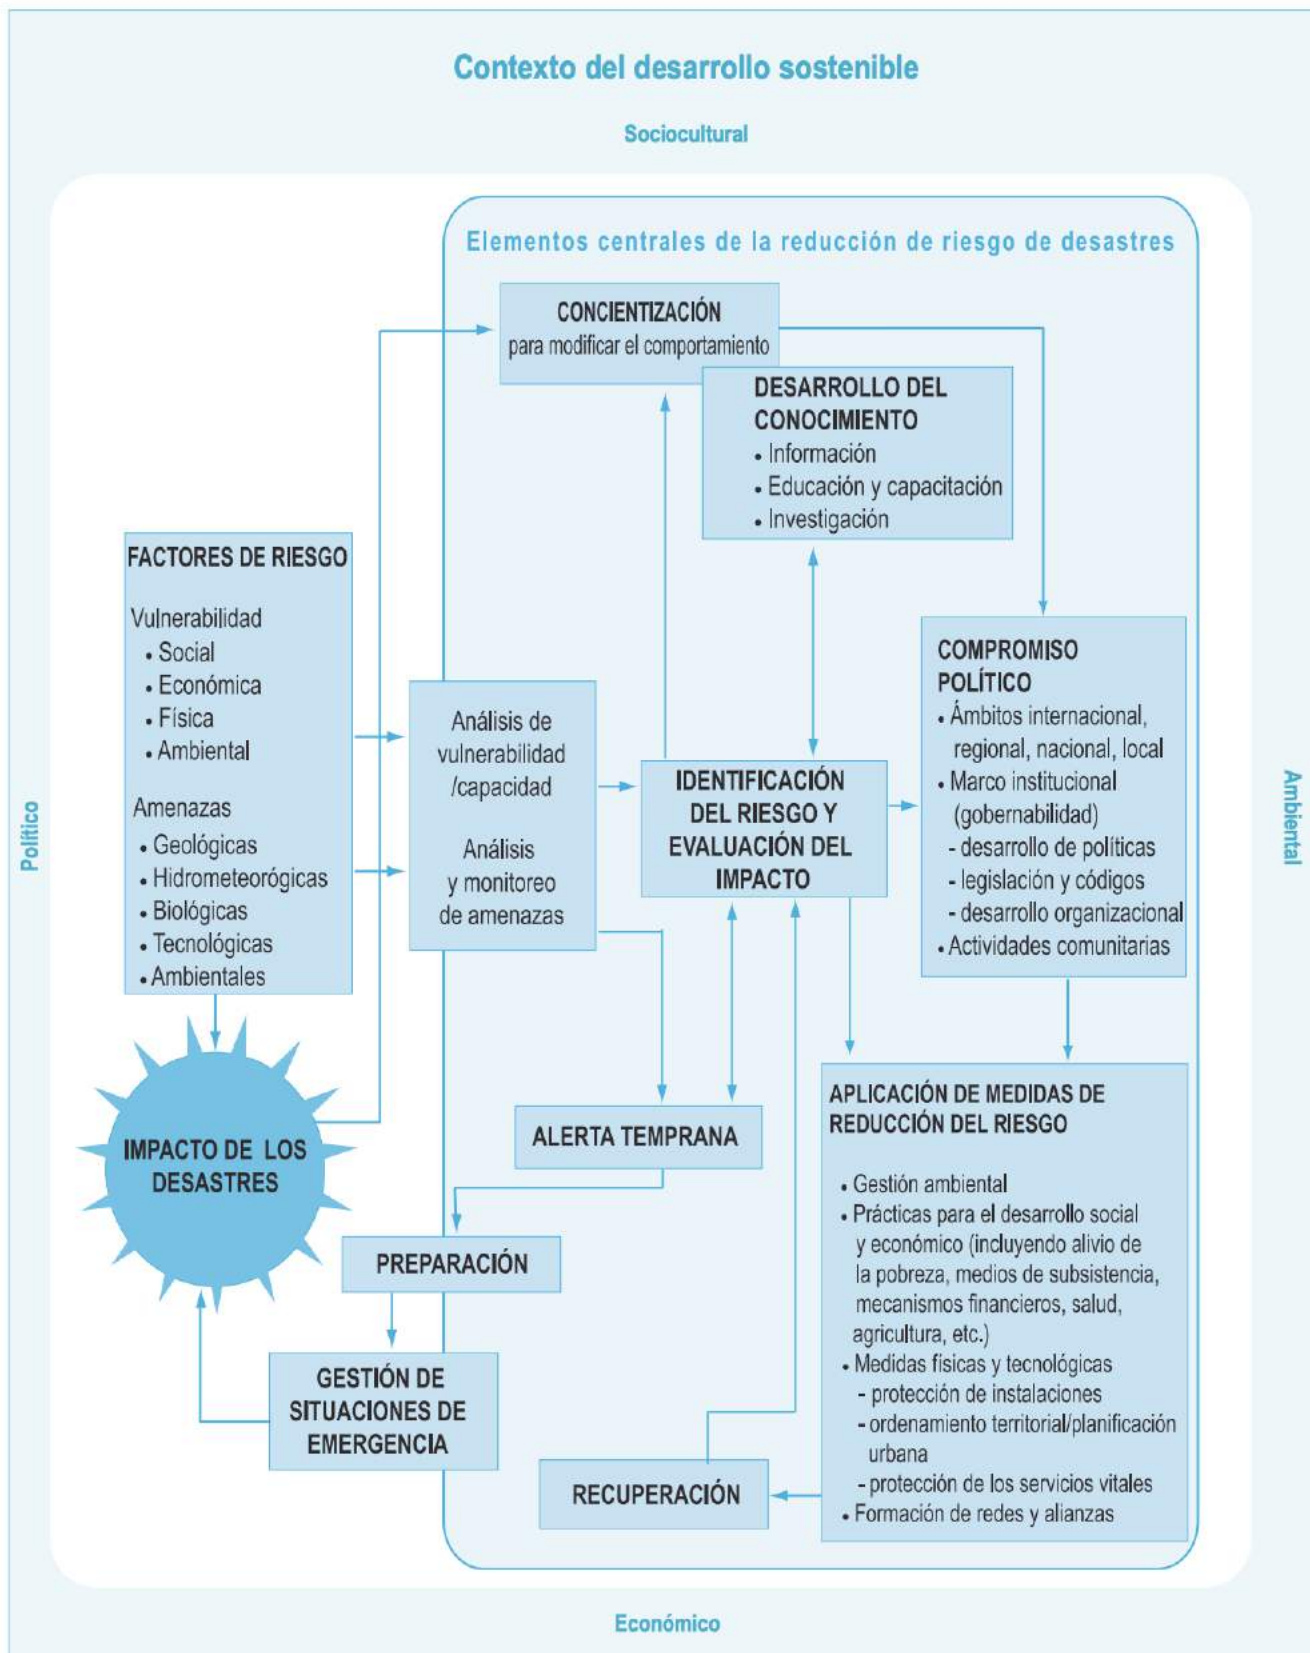 Contexto del desarrollo sostenible
Sociocultural
Elementos centrales de la reducción de riesgo de desastres
CONCIENTIZACIÓN
para modificar el comportamiento
DESARROLLO DEL
CONOCIMIENTO
• Información
• Educación y capacitación
• Investigación
FACTORES DE RIESGO
Vulnerabilidad
• Social
• Económica
• Física
• Ambiental
Amenazas
• Geológicas
• Hidrometeorógicas
• Biológicas
• Tecnológicas
• Ambientales
Análisis de
vulnerabilidad
/capacidad
Análisis
y monitoreo
de amenazas
IDENTIFICACIÓN
DEL RIESGO Y
EVALUACIÓN DEL
IMPACTO
COMPROMISO
POLÍTICO
• Ámbitos internacional,
regional, nacional, local
• Marco institucional
(gobernabilidad)
- desarrollo de políticas
- legislación y códigos
- desarrollo organizacional
• Actividades comunitarias
Político
Ambiental
IMPACTO DE LOS
DESASTRES
ALERTA TEMPRANA
PREPARACIÓN
GESTIÓN DE
SITUACIONES DE
EMERGENCIA
RECUPERACIÓN
APLICACIÓN DE MEDIDAS DE
REDUCCIÓN DEL RIESGO
• Gestión ambiental
• Prácticas para el desarrollo social
y económico (incluyendo alivio de
la pobreza, medios de subsistencia,
mecanismos financieros, salud,
agricultura, etc.)
• Medidas físicas y tecnológicas
- protección de instalaciones
- ordenamiento territorial/planificación
urbana
- protección de los servicios vitales
• Formación de redes y alianzas
Económico